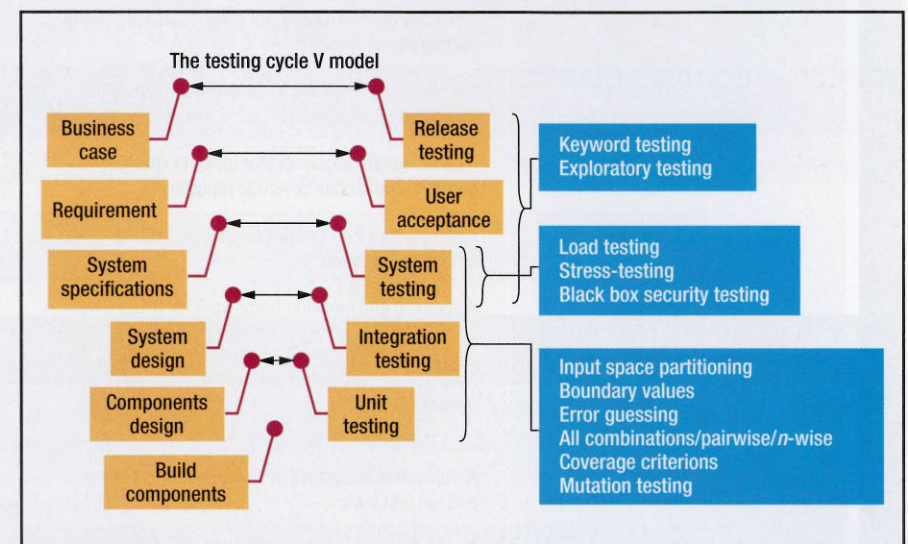 The testing cycle V model
Business
case
Release
testing
Requirement
User
acceptance
System
specifications
System
testing
System
design
Integration
testing
Components
design
Unit
testing
Build
components
Keyword testing
Exploratory testing
Load testing
Stress-testing
Black box security testing
Input space partitioning
Boundary values
Error guessing
All combinations/pairwise/n-wise
Coverage criterions
Mutation testing